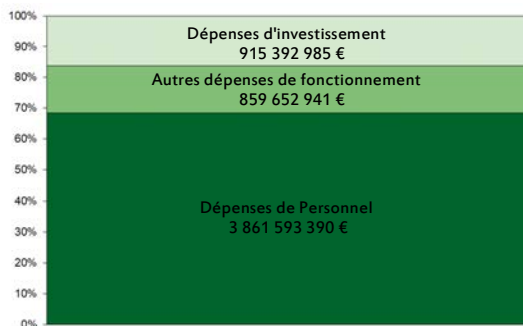 100%
Dépenses d'investissement
90%
915 392 985 €
80%
Autres dépenses de fonctionnement
859 652 941 €
70%
60%
50%
40%
Dépenses de Personnel
3 861 593 390 €
30%
20%
10%
0%